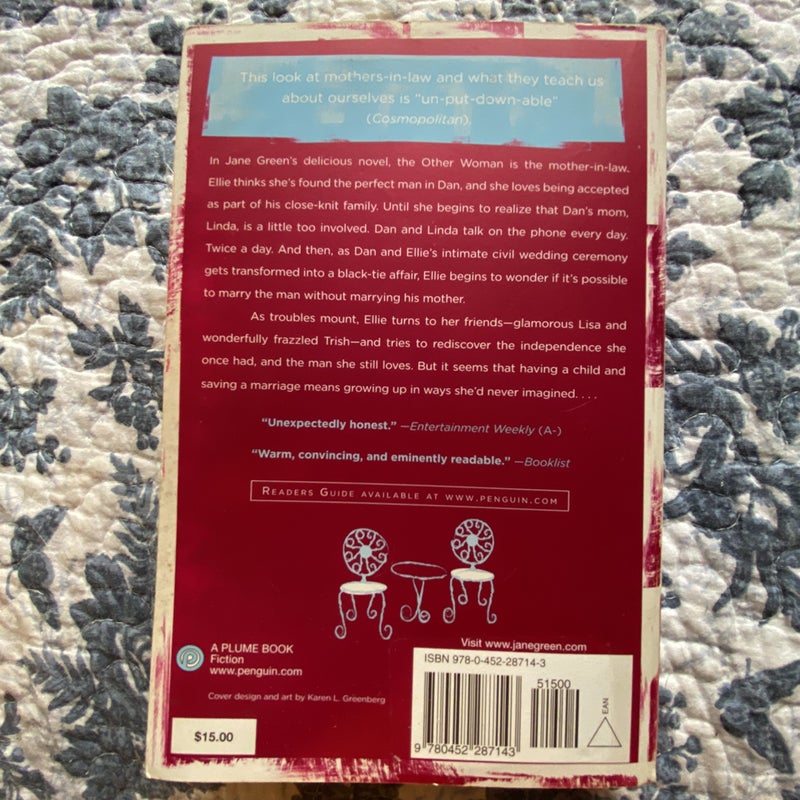 This look at mothers-in-law and what they teach us
about ourselves is "un-put-down-able"
(Cosmopolitan).
In Jane Green's delicious novel, the Other Woman is the mother-in-law.
Ellie thinks she's found the perfect man in Dan, and she loves being accepted
as part of his close-knit family. Until she begins to realize that Dan's mom,
Linda, is a little too involved. Dan and Linda talk on the phone every day.
Twice a day. And then, as Dan and Ellie's intimate civil wedding ceremony
gets transformed into a black-tie affair, Ellie begins to wonder if it's possible
to marry the man without marrying his mother.
As troubles mount, Ellie turns to her friends—glamorous Lisa and
wonderfully frazzled Trish—and tries to rediscover the independence she
once had, and the man she still loves. But it seems that having a child and
saving a marriage means growing up in ways she'd never imagined. . . .
"Unexpectedly honest." —Entertainment Weekly (A-)
"Warm, convincing, and eminently readable." —Booklist
READERS GUIDE AVAILABLE AT WWW.PENGUIN.COM
A PLUME BOOK
Fiction
www.penguin.com
Visit www.janegreen.com
Cover design and art by Karen L. Greenberg
$15.00
ISBN 978-0-452-28714-3
51500
EAN
9 780452 287143